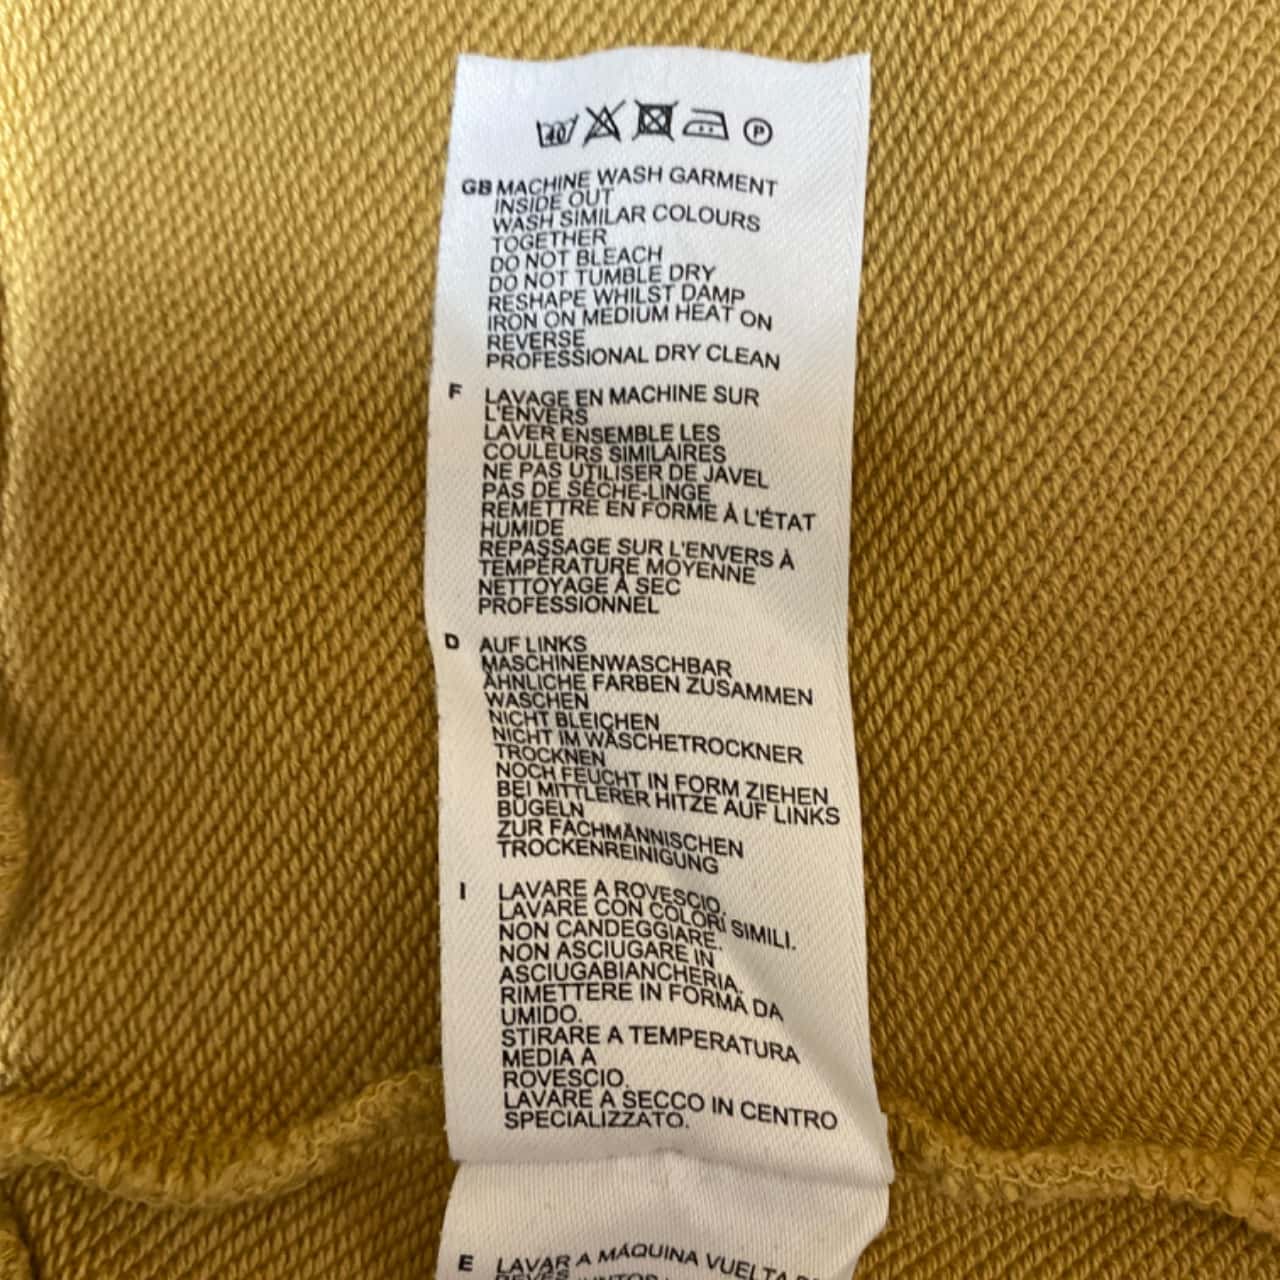 40 P
GB MACHINE WASH GARMENT
INSIDE OUT
WASH SIMILAR COLOURS
TOGETHER
DO NOT BLEACH
DO NOT TUMBLE DRY
RESHAPE WHILST DAMP
IRON ON MEDIUM HEAT ON
REVERSE
PROFESSIONAL DRY CLEAN
F LAVAGE EN MACHINE SUR
L'ENVERS
LAVER ENSEMBLE LES
COULEURS SIMILAIRES
NE PAS UTILISER DE JAVEL
PAS DE SÈCHE-LINGE
REMETTRE EN FORME À L'ÉTAT
HUMIDE
REPASSAGE SUR L'ENVERS À
TEMPÉRATURE MOYENNE
NETTOYAGE À SEC
PROFESSIONNEL
D AUF LINKS
MASCHINENWASCHBAR
ÄHNLICHE FARBEN ZUSAMMEN
WASCHEN
NICHT BLEICHEN
NICHT IM WÄSCHETROCKNER
TROCKNEN
NOCH FEUCHT IN FORM ZIEHEN
BEI MITTLERER HITZE AUF LINKS
BÜGELN
ZUR FACHMÄNNISCHEN
TROCKENREINIGUNG
I LAVARE A ROVESCIO.
LAVARE CON COLORI SIMILI.
NON CANDEGGIARE.
NON ASCIUGARE IN
ASCIUGABIANCHERIA.
RIMETTERE IN FORMA DA
UMIDO.
STIRARE A TEMPERATURA
MEDIA A
ROVESCIO.
LAVARE A SECCO IN CENTRO
SPECIALIZZATO.
E LAVAR A MÁQUINA VUELTA